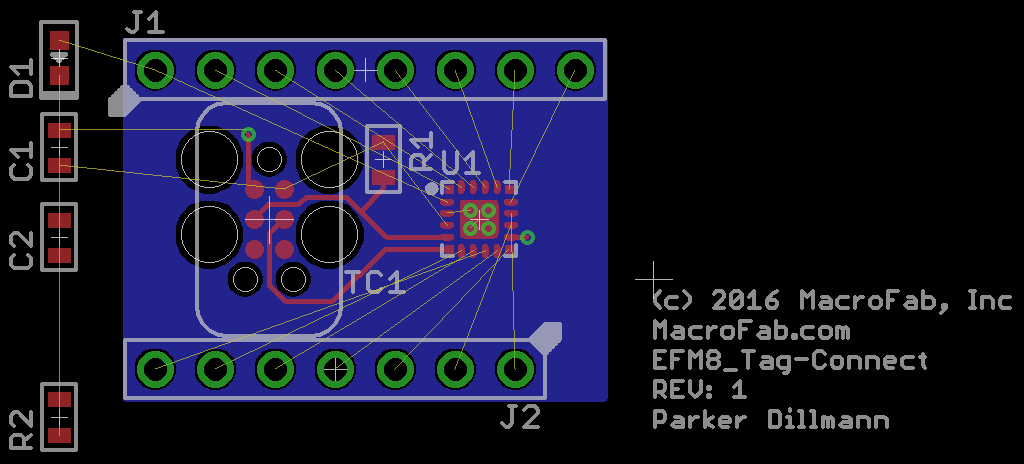 J1
D1
C1
R1
U1
C2
TC1
(c) 2016 MacroFab, Inc
MacroFab.com
EFM8_Tag-Connect
REV: 1
Parker Dillmann
R2
J2